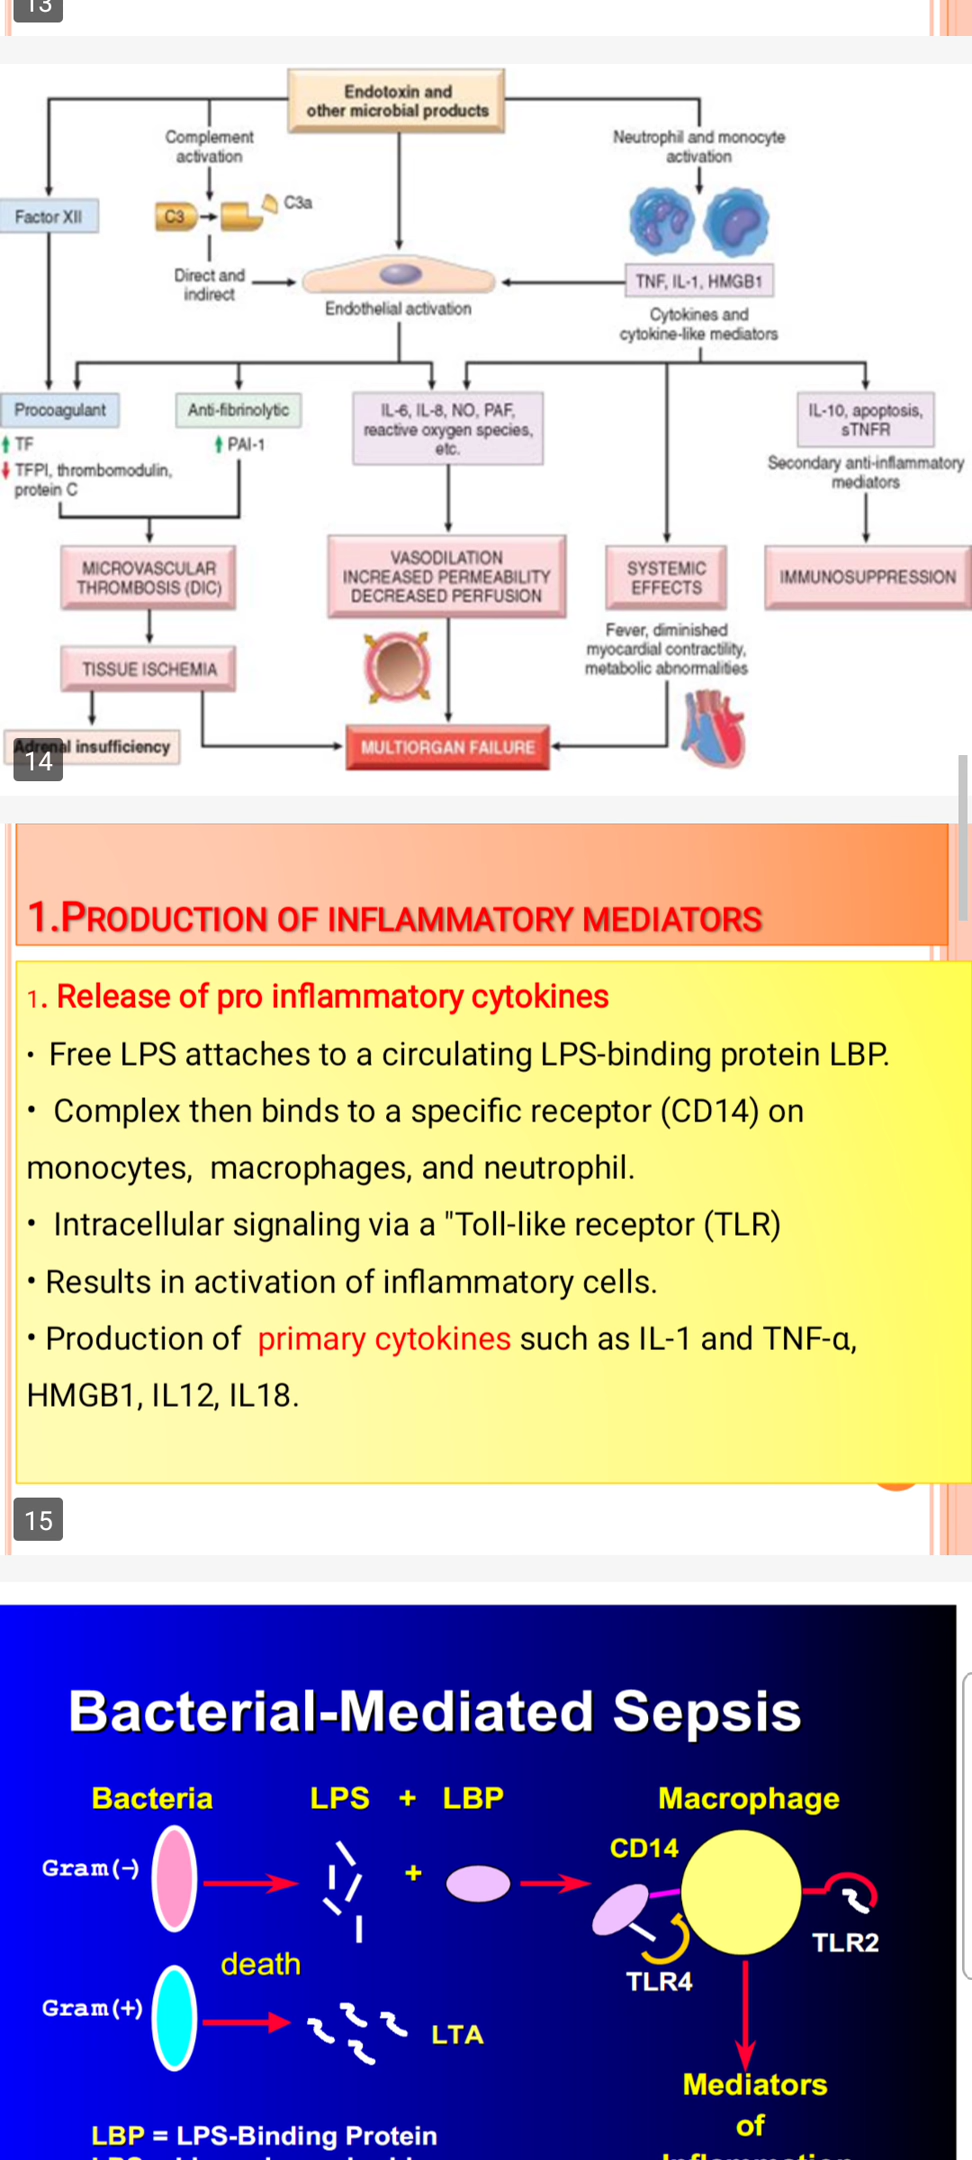 13
Endotoxin and
other microbial products
Complement
activation
Neutrophil and monocyte
activation
Factor XII
C3
C3a
Direct and
indirect
Endothelial activation
TNF, IL-1, HMGB1
Cytokines and
cytokine-like mediators
Procoagulant
TF
TFPI, thrombomodulin,
protein C
Anti-fibrinolytic
PAI-1
IL-6, IL-8, NO, PAF,
reactive oxygen species,
etc.
IL-10, apoptosis,
sTNFR
Secondary anti-inflammatory
mediators
MICROVASCULAR
THROMBOSIS (DIC)
VASODILATION
INCREASED PERMEABILITY
DECREASED PERFUSION
SYSTEMIC
EFFECTS
IMMUNOSUPPRESSION
Fever, diminished
myocardial contractility,
metabolic abnormalities
TISSUE ISCHEMIA
Adrenal insufficiency
MULTIORGAN FAILURE
14
1.PRODUCTION OF INFLAMMATORY MEDIATORS
1. Release of pro inflammatory cytokines
• Free LPS attaches to a circulating LPS-binding protein LBP.
• Complex then binds to a specific receptor (CD14) on
monocytes, macrophages, and neutrophil.
• Intracellular signaling via a "Toll-like receptor (TLR)
• Results in activation of inflammatory cells.
• Production of primary cytokines such as IL-1 and TNF-α,
HMGB1, IL12, IL18.
15
Bacterial-Mediated Sepsis
Bacteria LPS + LBP Macrophage
CD14
Gram(-)
+
TLR2
death
TLR4
Gram(+)
LTA
Mediators
of
LBP = LPS-Binding Protein